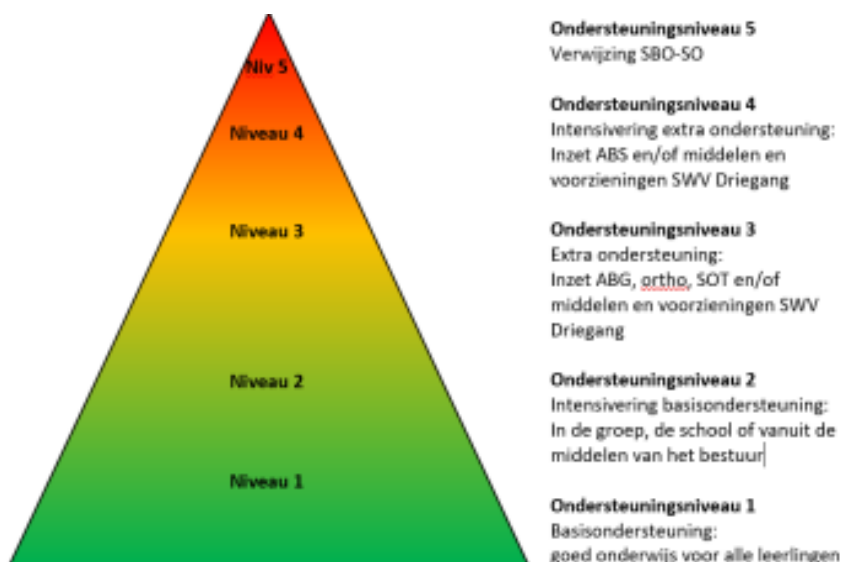 Niv 5
Niveau 4
Niveau 3
Niveau 2
Niveau 1
Ondersteuningsniveau 5
Verwijzing SBO-SO
Ondersteuningsniveau 4
Intensivering extra ondersteuning:
Inzet ABS en/of middelen en
voorzieningen SWV Driegang
Ondersteuningsniveau 3
Extra ondersteuning:
Inzet ABG, ortho, SOT en/of
middelen en voorzieningen SWV
Driegang
Ondersteuningsniveau 2
Intensivering basisondersteuning:
In de groep, de school of vanuit de
middelen van het bestuur
Ondersteuningsniveau 1
Basisondersteuning:
goed onderwijs voor alle leerlingen